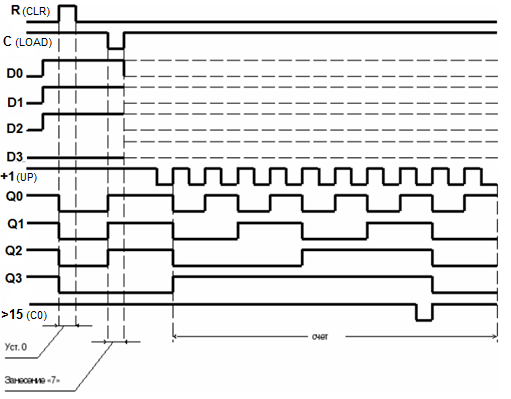 R (CLR)
C (LOAD)
D0
D1
D2
D3
+1 (UP)
Q0
Q1
Q2
Q3
>15 (C0)
счет
Уст. 0
Занесение «7»